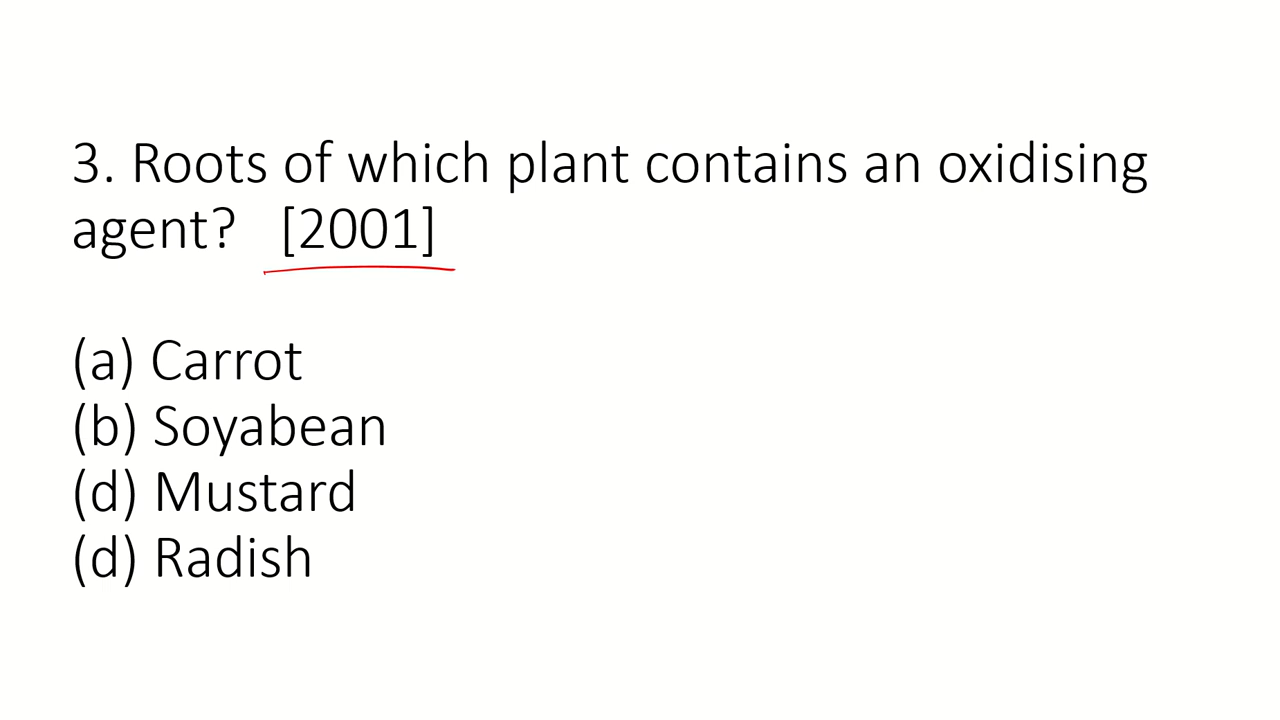 3. Roots of which plant contains an oxidising
agent? [2001]
(a) Carrot
(b) Soyabean
(d) Mustard
(d) Radish